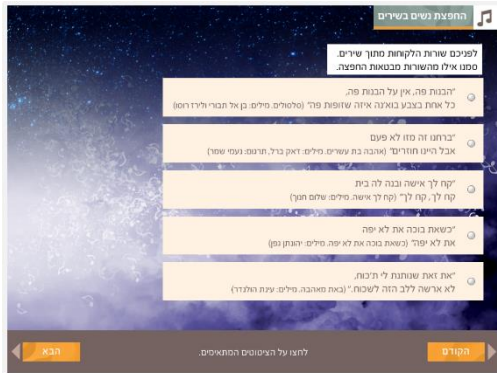 החפצת נשים בשירים
לפניכם שורות הלקוחות מתוך שירים.
סמנו אילו מהשורות מבטאות החפצה.
"הבנות פה, אין על הבנות פה,
כל אחת בצבע בואנה איזה שזופות פה" (סלסולים. מילים: בן אל תבורי ולירז רוסו)
"ברחנו זה מזו לא פעם
אבל היינו חוזרים" (אהבה בת עשרים. מילים: ז'אק ברל, תרגום: נעמי שמר)
"קח לך אישה ובנה לה בית
קח לך, קח לך" (קח לך אישה. מילים: שלום חנוך)
"כשאת בוכה את לא יפה
את לא יפה" (כשאת בוכה את לא יפה. מילים: יהונתן גפן)
"את זאת שנותנת לי ת'כוח,
לא ארשה ללב הזה לשכוח." (באת מאהבה. מילים: עינת הולנדר)
הקודם
לחצו על הציטוטים המתאימים.
הבא